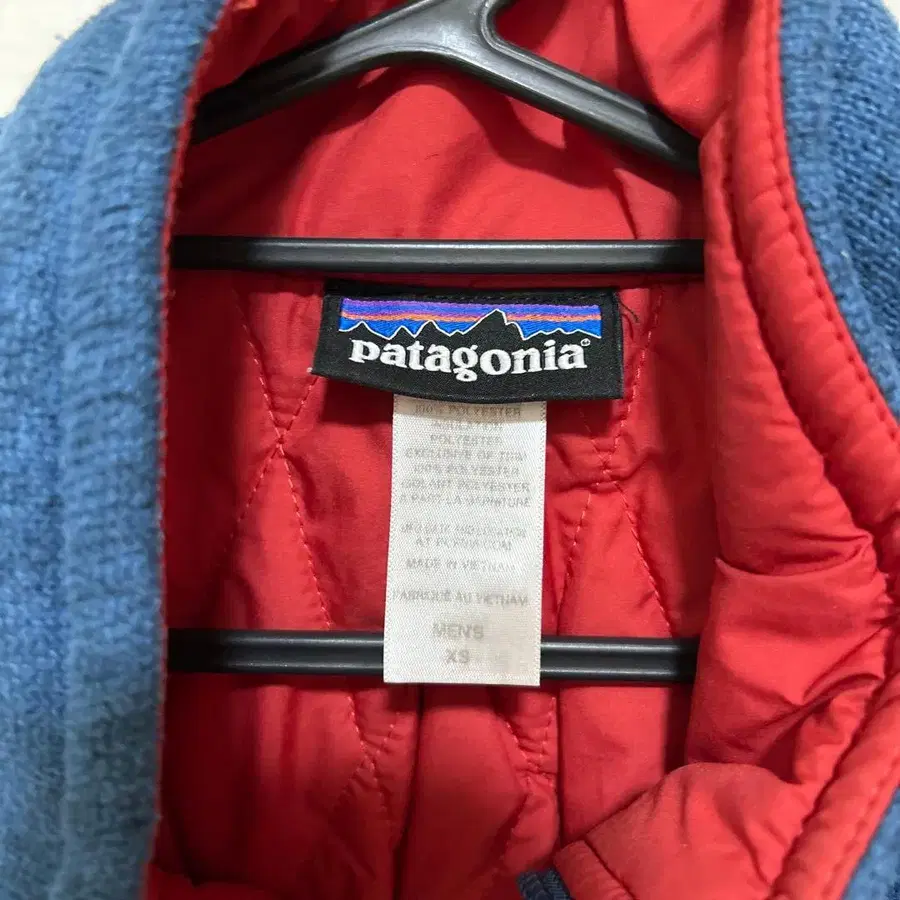 patagonia®
100% POLYESTER
INSULATION
POLYESTER
EXCLUSIVE OF TRIM
100% POLYESTER
ISOLANT POLYESTER
À PART LA GARNITURE
MADE IN VIETNAM
FABRIQUÉ AU VIETNAM
MEN'S
XS